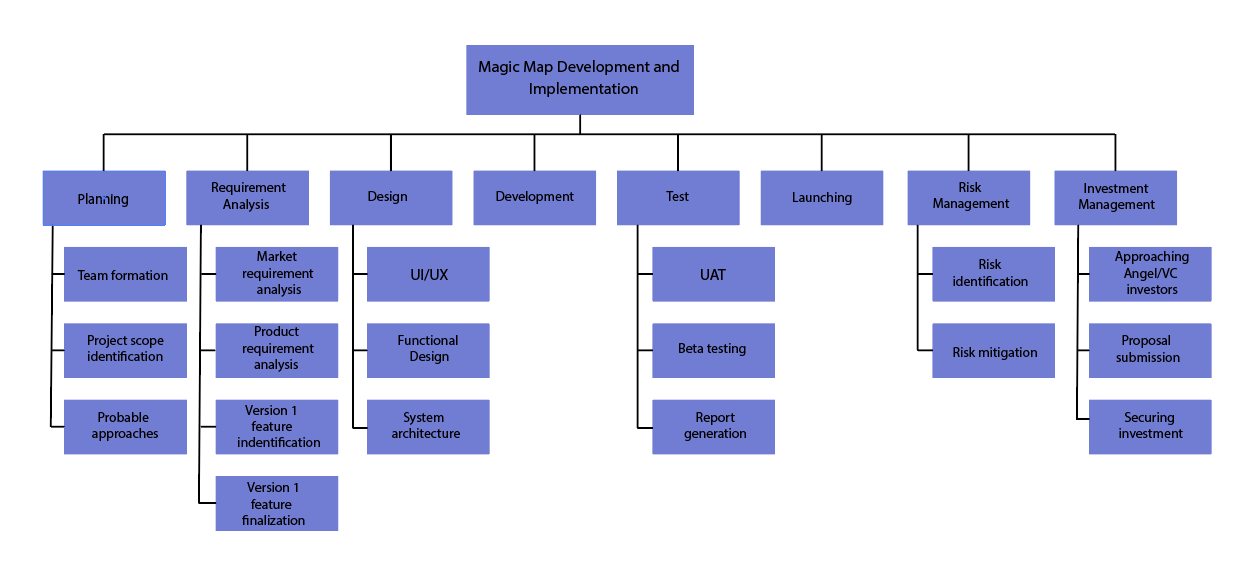 Magic Map Development and
Implementation
Planning
Requirement
Analysis
Design
Development
Test
Launching
Risk
Management
Investment
Management
Team formation
Project scope
identification
Probable
approaches
Market
requirement
analysis
Product
requirement
analysis
Version 1
feature
indentification
Version 1
feature
finalization
UI/UX
Functional
Design
System
architecture
UAT
Beta testing
Report
generation
Risk
identification
Risk mitigation
Approaching
Angel/VC
investors
Proposal
submission
Securing
investment